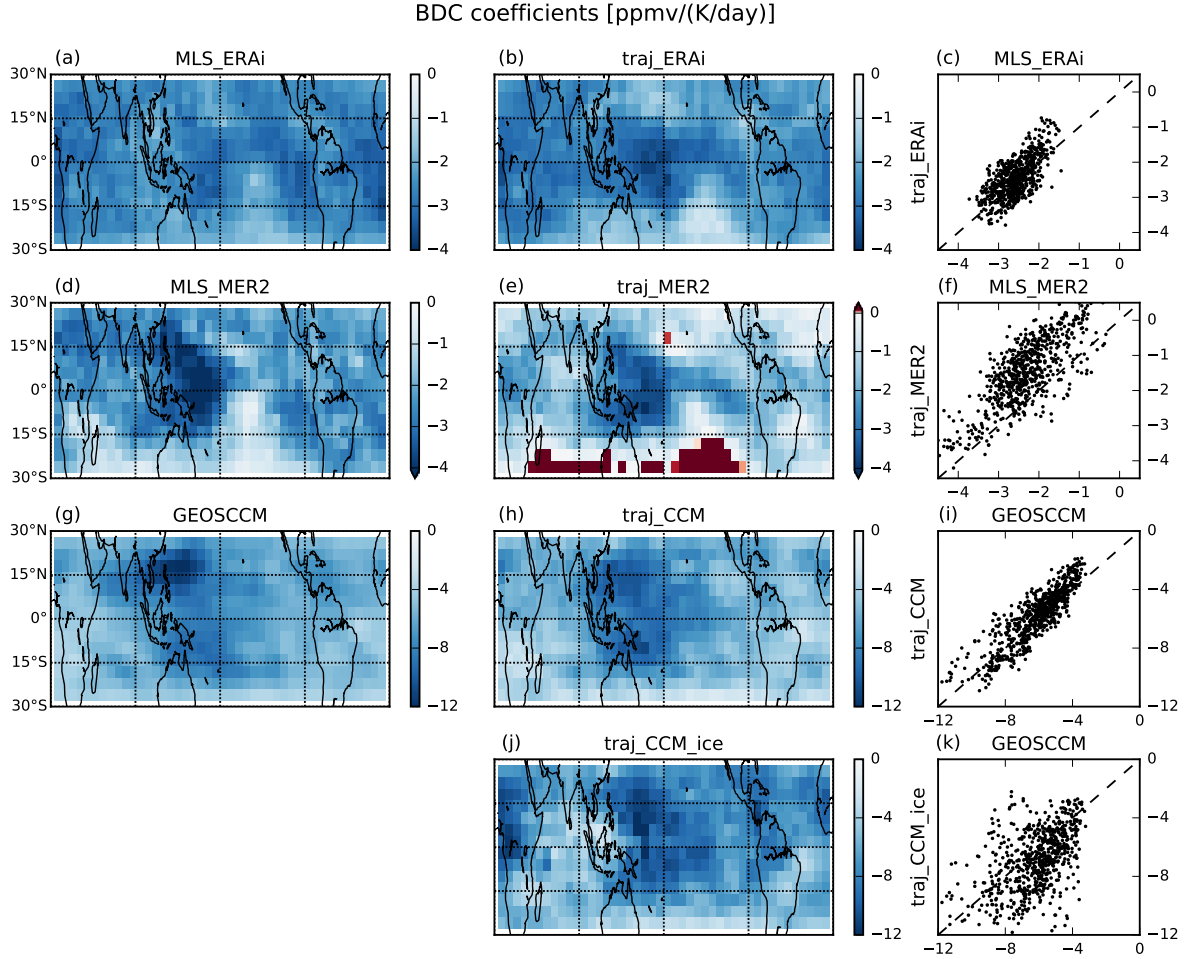 BDC coefficients [ppmv/(K/day)]
(a) MLS_ERAi
30°N
15°N
0°
15°S
30°S
0
−1
−2
−3
−4
(b) traj_ERAi
0
−1
−2
−3
−4
(c) MLS_ERAi
traj_ERAi
0
−1
−2
−3
−4
−4 −3 −2 −1 0
(d) MLS_MER2
30°N
15°N
0°
15°S
30°S
0
−1
−2
−3
−4
(e) traj_MER2
0
−1
−2
−3
−4
(f) MLS_MER2
traj_MER2
0
−1
−2
−3
−4
−4 −3 −2 −1 0
(g) GEOSCCM
30°N
15°N
0°
15°S
30°S
0
−4
−8
−12
(h) traj_CCM
0
−4
−8
−12
(i) GEOSCCM
traj_CCM
0
−4
−8
−12
−12 −8 −4 0
(j) traj_CCM_ice
0
−4
−8
−12
(k) GEOSCCM
traj_CCM_ice
0
−4
−8
−12
−12 −8 −4 0